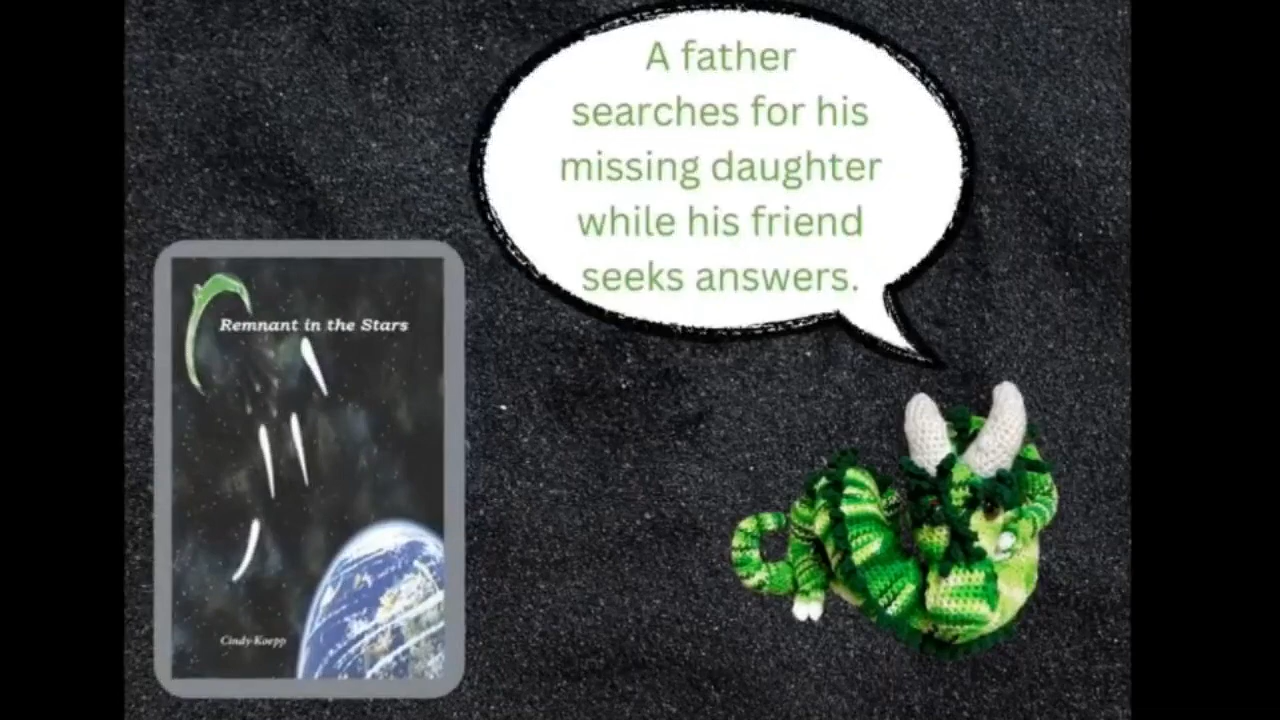 A father
searches for his
missing daughter
while his friend
seeks answers.
Remnant in the Stars
Cindy Koepp